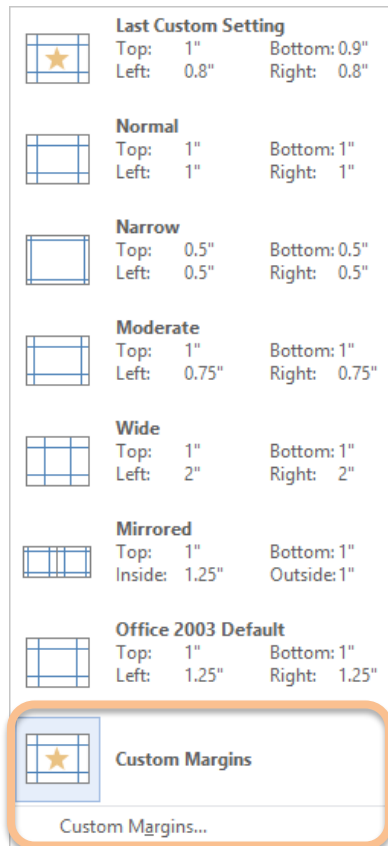 Last Custom Setting
Top: 1" Bottom: 0.9"
Left: 0.8" Right: 0.8"
Normal
Top: 1" Bottom: 1"
Left: 1" Right: 1"
Narrow
Top: 0.5" Bottom: 0.5"
Left: 0.5" Right: 0.5"
Moderate
Top: 1" Bottom: 1"
Left: 0.75" Right: 0.75"
Wide
Top: 1" Bottom: 1"
Left: 2" Right: 2"
Mirrored
Top: 1" Bottom: 1"
Inside: 1.25" Outside: 1"
Office 2003 Default
Top: 1" Bottom: 1"
Left: 1.25" Right: 1.25"
Custom Margins
Custom Margins...